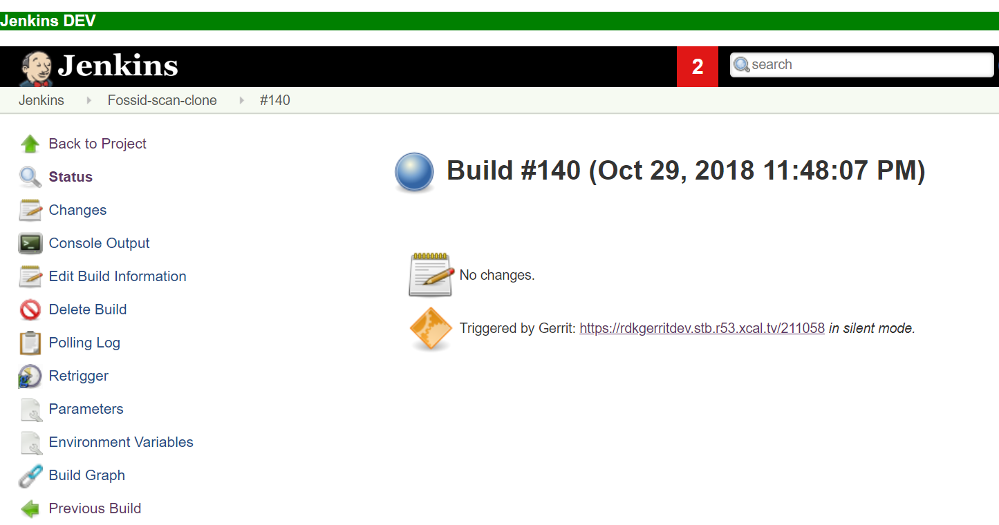 Jenkins DEV
Jenkins
2
search
Jenkins Fossid-scan-clone #140
Back to Project
Status
Changes
Console Output
Edit Build Information
Delete Build
Polling Log
Retrigger
Parameters
Environment Variables
Build Graph
Previous Build
Build #140 (Oct 29, 2018 11:48:07 PM)
No changes.
Triggered by Gerrit: https://rdkgerritdev.stb.r53.xcal.tv/211058 in silent mode.